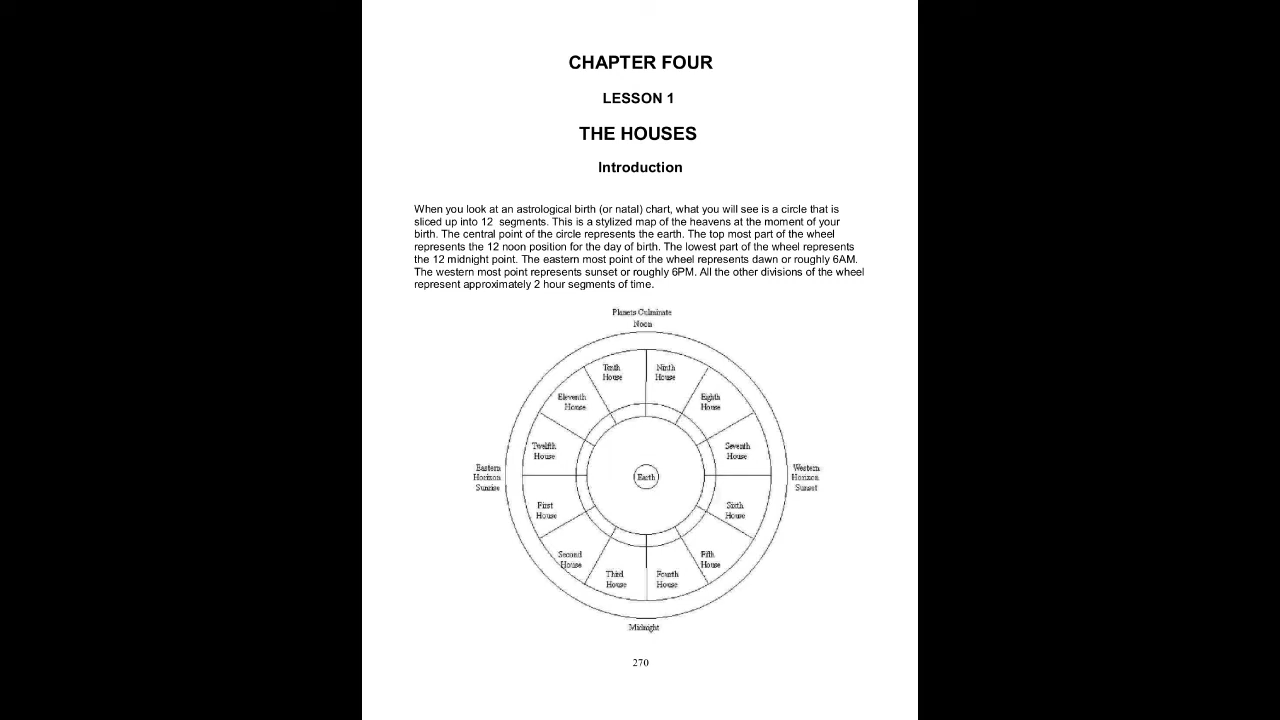 CHAPTER FOUR
LESSON 1
THE HOUSES
Introduction
When you look at an astrological birth (or natal) chart, what you will see is a circle that is
sliced up into 12 segments. This is a stylized map of the heavens at the moment of your
birth. The central point of the circle represents the earth. The top most part of the wheel
represents the 12 noon position for the day of birth. The lowest part of the wheel represents
the 12 midnight point. The eastern most point of the wheel represents dawn or roughly 6AM.
The western most point represents sunset or roughly 6PM. All the other divisions of the wheel
represent approximately 2 hour segments of time.
Planets Culminate
Noon
Tenth
House
Ninth
House
Eleventh
House
Eighth
House
Twelfth
House
Seventh
House
Eastern
Horizon
Sunrise
Earth
Western
Horizon
Sunset
First
House
Sixth
House
Second
House
Fifth
House
Third
House
Fourth
House
Midnight
270